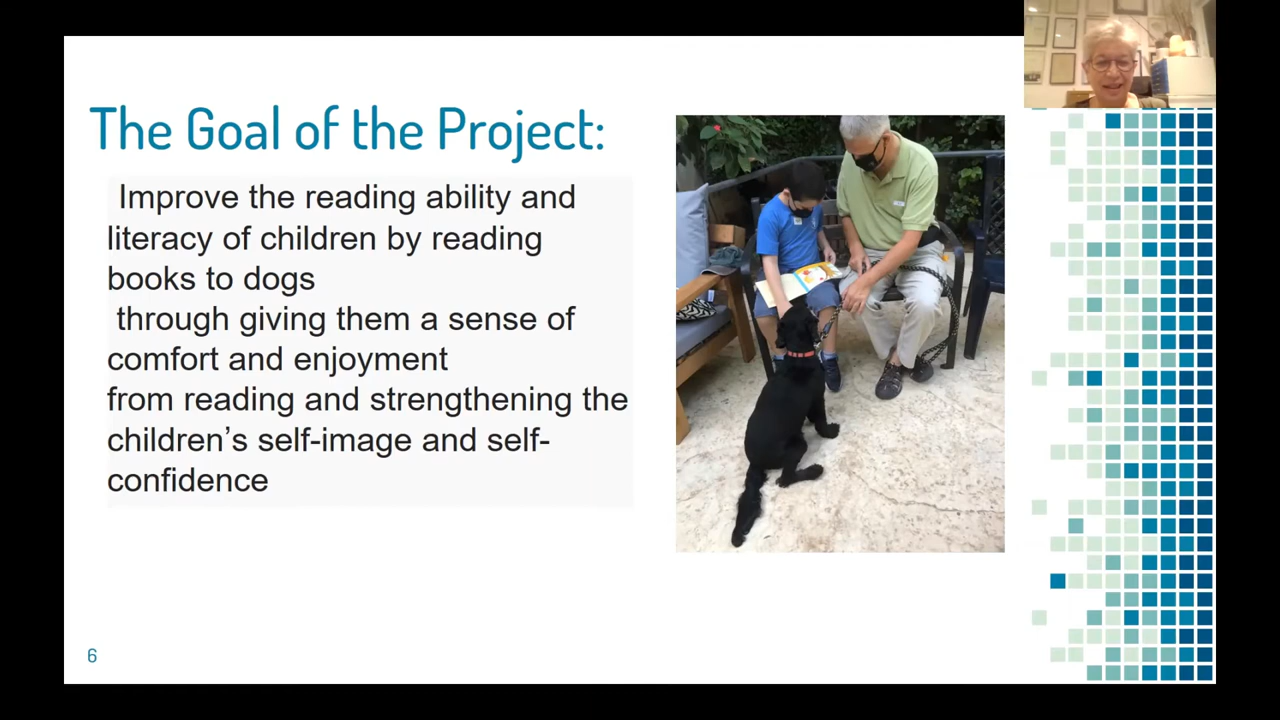 The Goal of the Project:
Improve the reading ability and
literacy of children by reading
books to dogs
through giving them a sense of
comfort and enjoyment
from reading and strengthening the
children’s self-image and self-
confidence
6